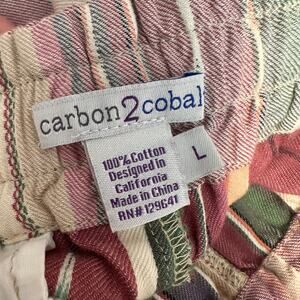 carbon2cobal
L
100% Cotton
Designed in
California
Made in China
RN#129641